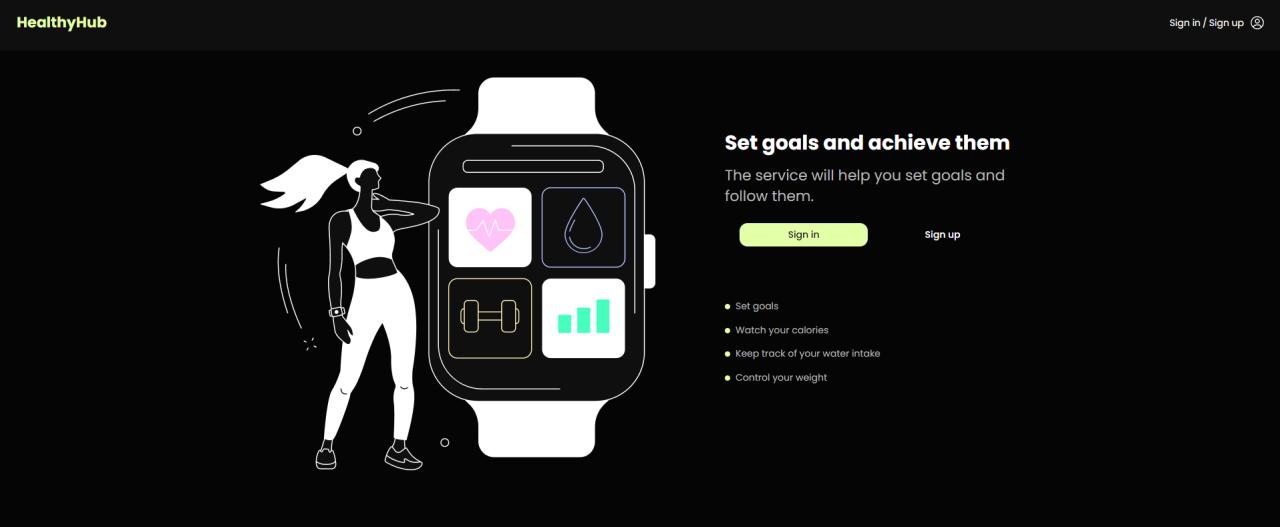 HealthyHub
Sign in / Sign up
Set goals and achieve them
The service will help you set goals and
follow them.
Sign in
Sign up
Set goals
Watch your calories
Keep track of your water intake
Control your weight